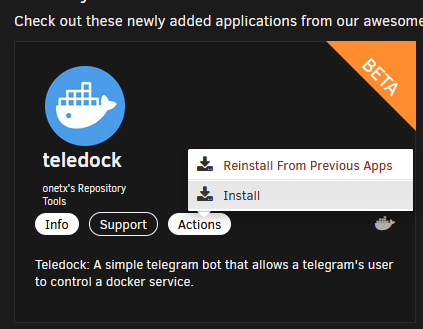 Check out these newly added applications from our awesome
BETA
teledock
Reinstall From Previous Apps
onetx's Repository
Tools
Install
Info
Support
Actions
Teledock: A simple telegram bot that allows a telegram's user
to control a docker service.